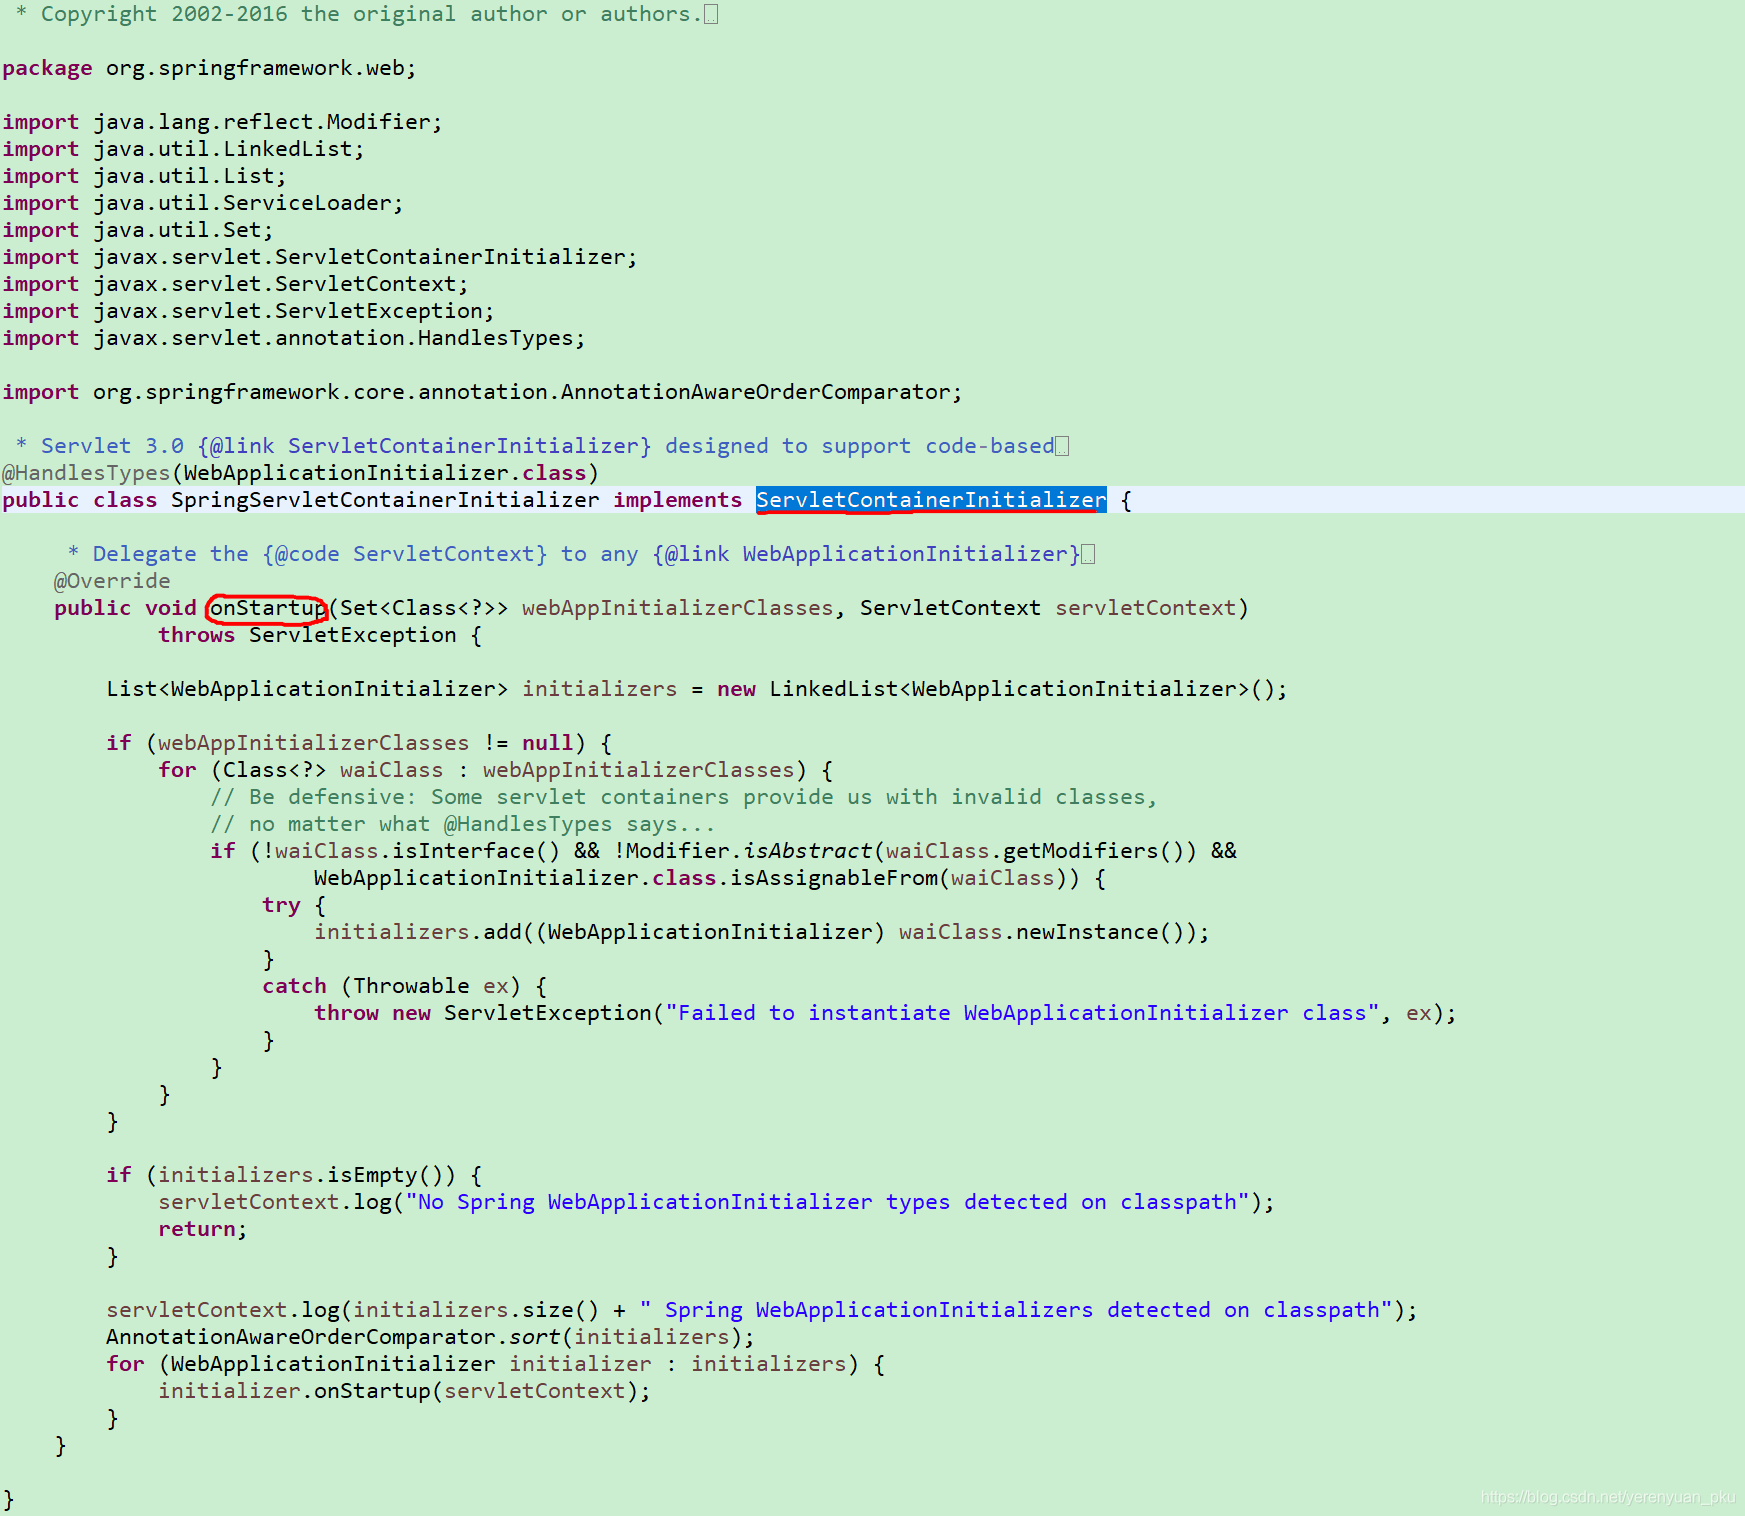 * Copyright 2002-2016 the original author or authors.

package org.springframework.web;

import java.lang.reflect.Modifier;
import java.util.LinkedList;
import java.util.List;
import java.util.ServiceLoader;
import java.util.Set;
import javax.servlet.ServletContainerInitializer;
import javax.servlet.ServletContext;
import javax.servlet.ServletException;
import javax.servlet.annotation.HandlesTypes;

import org.springframework.core.annotation.AnnotationAwareOrderComparator;

 * Servlet 3.0 {@link ServletContainerInitializer} designed to support code-based
@HandlesTypes(WebApplicationInitializer.class)
public class SpringServletContainerInitializer implements ServletContainerInitializer {

     * Delegate the {@code ServletContext} to any {@link WebApplicationInitializer}
    @Override
    public void onStartup(Set<Class<?>> webAppInitializerClasses, ServletContext servletContext)
            throws ServletException {

        List<WebApplicationInitializer> initializers = new LinkedList<WebApplicationInitializer>();

        if (webAppInitializerClasses != null) {
            for (Class<?> waiClass : webAppInitializerClasses) {
                // Be defensive: Some servlet containers provide us with invalid classes,
                // no matter what @HandlesTypes says...
                if (!waiClass.isInterface() && !Modifier.isAbstract(waiClass.getModifiers()) &&
                        WebApplicationInitializer.class.isAssignableFrom(waiClass)) {
                    try {
                        initializers.add((WebApplicationInitializer) waiClass.newInstance());
                    }
                    catch (Throwable ex) {
                        throw new ServletException("Failed to instantiate WebApplicationInitializer class", ex);
                    }
                }
            }
        }

        if (initializers.isEmpty()) {
            servletContext.log("No Spring WebApplicationInitializer types detected on classpath");
            return;
        }

        servletContext.log(initializers.size() + " Spring WebApplicationInitializers detected on classpath");
        AnnotationAwareOrderComparator.sort(initializers);
        for (WebApplicationInitializer initializer : initializers) {
            initializer.onStartup(servletContext);
        }
    }

}
https://blog.csdn.net/yerenyuan_pku